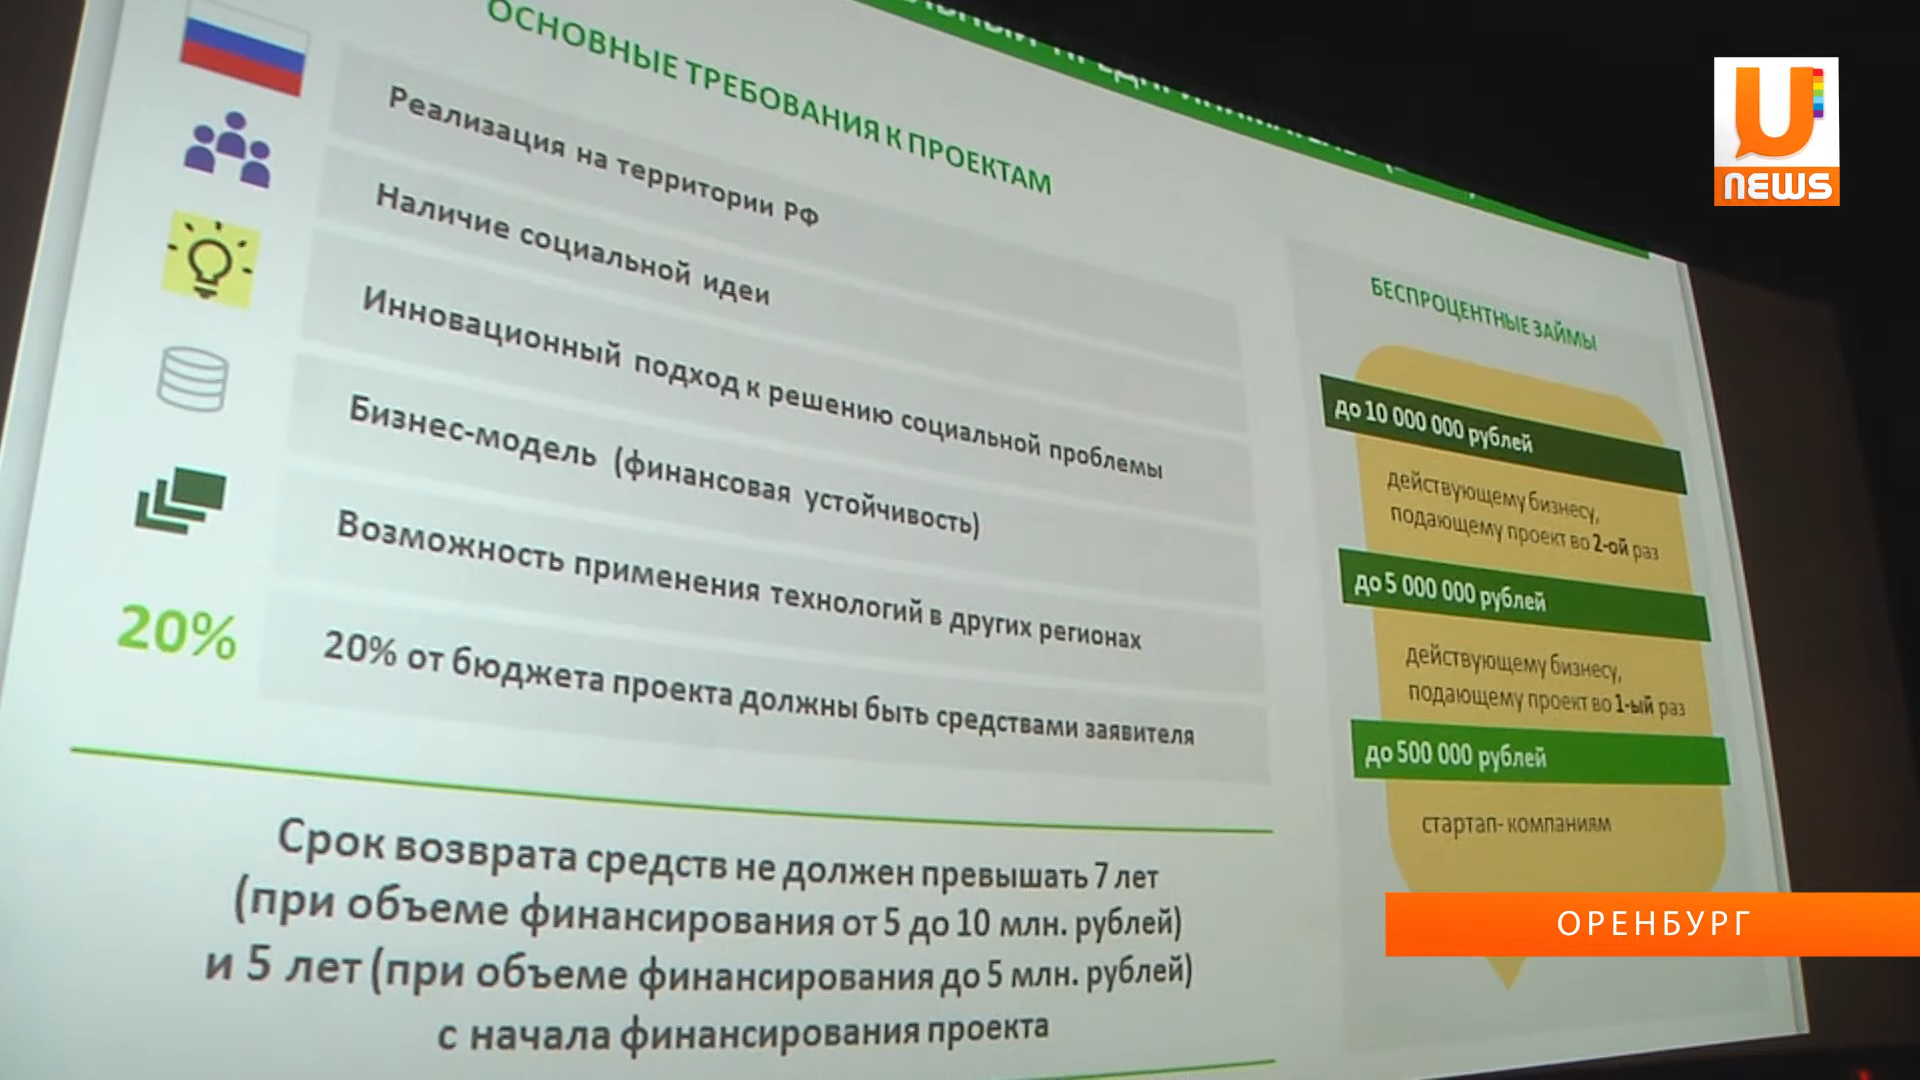 ОСНОВНЫЕ ТРЕБОВАНИЯ К ПРОЕКТАМ
Реализация на территории РФ
Наличие социальной идеи
Инновационный подход к решению социальной проблемы
Бизнес-модель (финансовая устойчивость)
Возможность применения технологий в других регионах
20%
20% от бюджета проекта должны быть средствами заявителя
Срок возврата средств не должен превышать 7 лет
(при объеме финансирования от 5 до 10 млн. рублей)
и 5 лет (при объеме финансирования до 5 млн. рублей)
с начала финансирования проекта
БЕСПРОЦЕНТНЫЕ ЗАЙМЫ
до 10 000 000 рублей
действующему бизнесу,
подающему проект во 2-ой раз
до 5 000 000 рублей
действующему бизнесу,
подающему проект во 1-ый раз
до 500 000 рублей
стартап- компаниям
U
NEWS
ОРЕНБУРГ